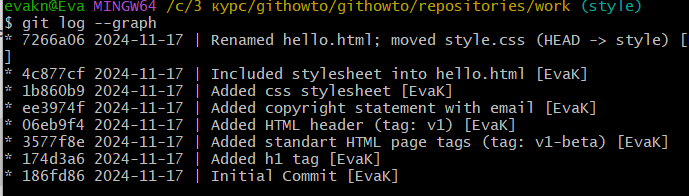 evakn@Eva MINGW64 /c/3 курс/githowto/githowto/repositories/work (style)
$ git log --graph
* 7266a06 2024-11-17 | Renamed hello.html; moved style.css (HEAD -> style) [
]
* 4c877cf 2024-11-17 | Included stylesheet into hello.html [EvaK]
* 1b860b9 2024-11-17 | Added css stylesheet [EvaK]
* ee3974f 2024-11-17 | Added copyright statement with email [EvaK]
* 06eb9f4 2024-11-17 | Added HTML header (tag: v1) [EvaK]
* 3577f8e 2024-11-17 | Added standart HTML page tags (tag: v1-beta) [EvaK]
* 174d3a6 2024-11-17 | Added h1 tag [EvaK]
* 186fd86 2024-11-17 | Initial Commit [EvaK]